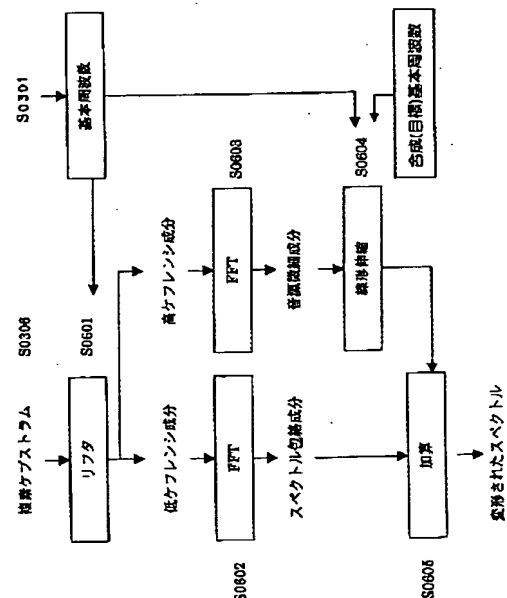 S0301
基本周波数
複素ケプストラム
S0306
リフタ
S0601
低ケフレンシ成分
高ケフレンシ成分
S0602
FFT
FFT
S0603
スペクトル包絡成分
音源微細成分
線形伸縮
S0604
合成(目標)基本周波数
S0605
加算
変形されたスペクトル